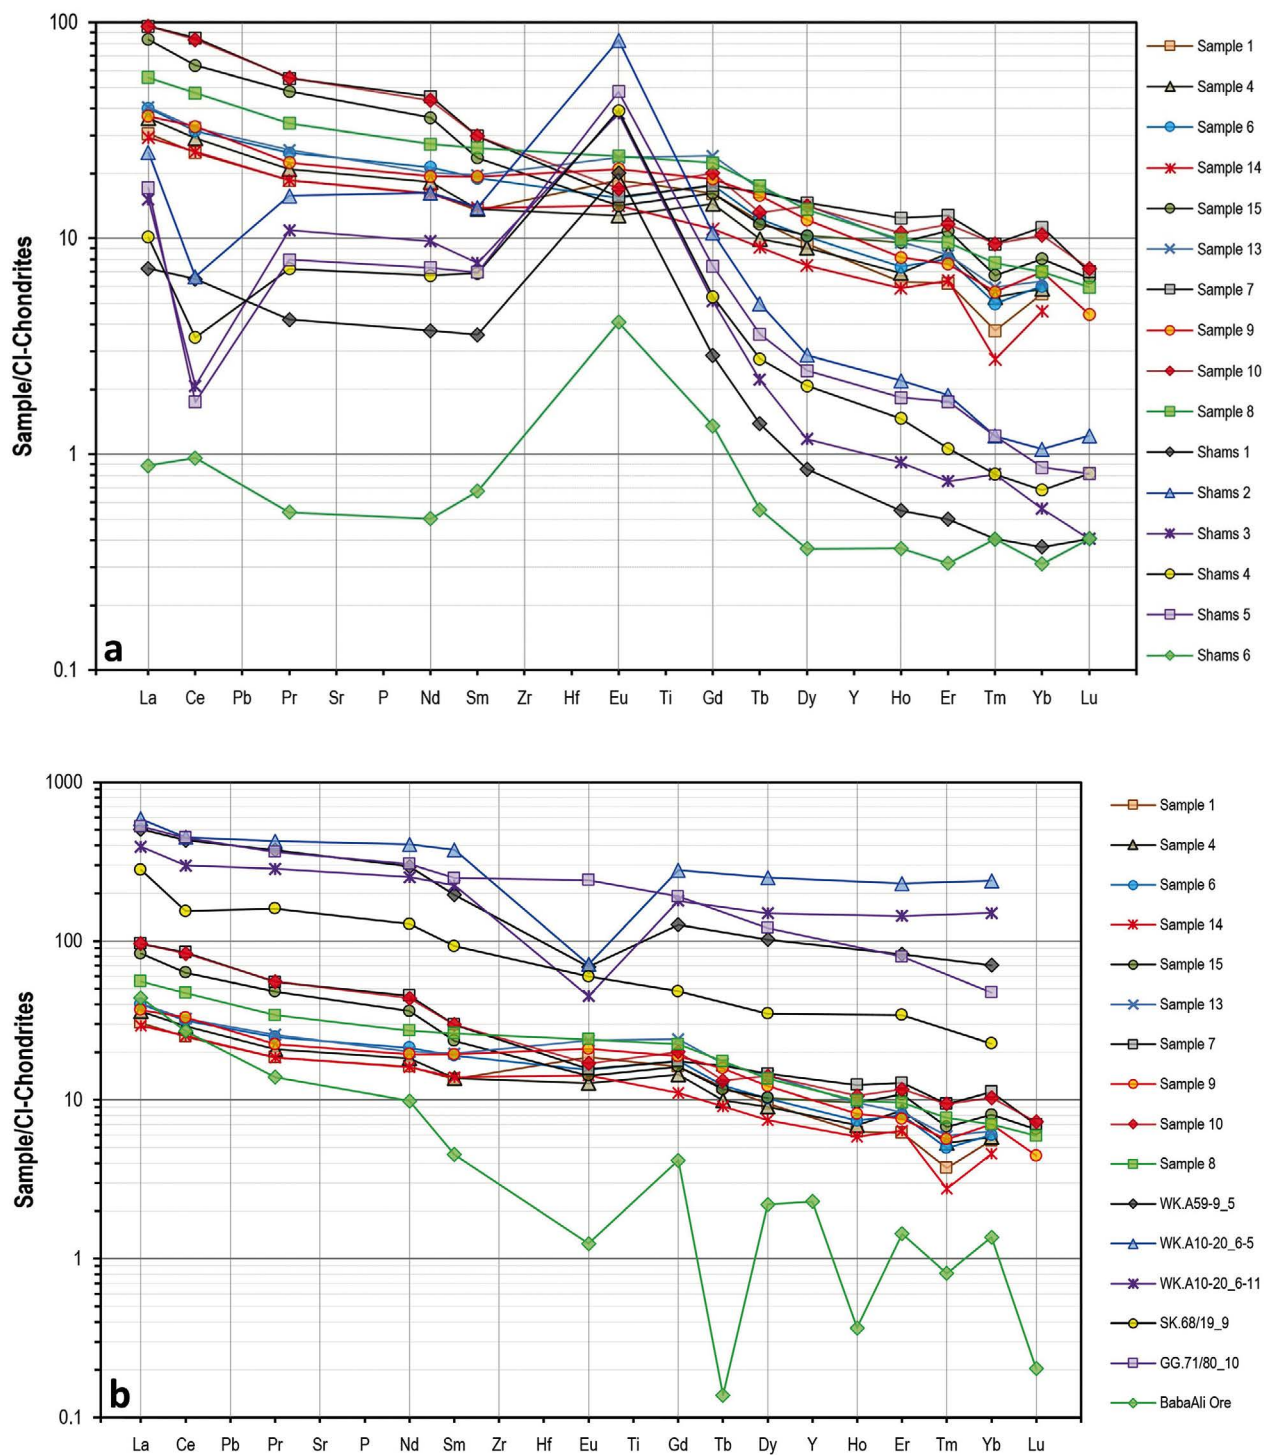 100
10
1
0.1
Sample/CI-Chondrites
a
La Ce Pb Pr Sr P Nd Sm Zr Hf Eu Ti Gd Tb Dy Y Ho Er Tm Yb Lu
Sample 1
Sample 4
Sample 6
Sample 14
Sample 15
Sample 13
Sample 7
Sample 9
Sample 10
Sample 8
Shams 1
Shams 2
Shams 3
Shams 4
Shams 5
Shams 6
1000
100
10
1
0.1
Sample/CI-Chondrites
b
La Ce Pb Pr Sr P Nd Sm Zr Hf Eu Ti Gd Tb Dy Y Ho Er Tm Yb Lu
Sample 1
Sample 4
Sample 6
Sample 14
Sample 15
Sample 13
Sample 7
Sample 9
Sample 10
Sample 8
WK.A59-9_5
WK.A10-20_6-5
WK.A10-20_6-11
SK.68/19_9
GG.71/80_10
BabaAli Ore